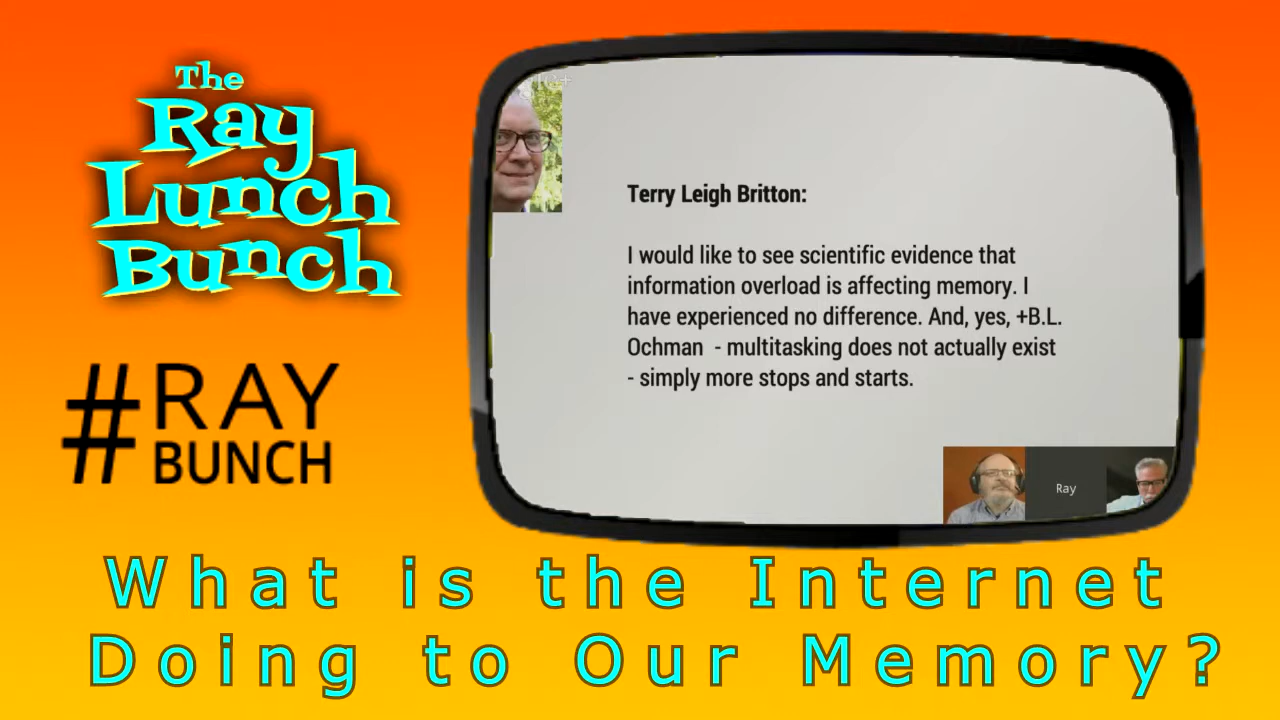 The
Ray
Lunch
Bunch
#RAY
BUNCH
Terry Leigh Britton:
I would like to see scientific evidence that
information overload is affecting memory. I
have experienced no difference. And, yes, +B.L.
Ochman - multitasking does not actually exist
- simply more stops and starts.
Ray
What is the Internet
Doing to Our Memory?